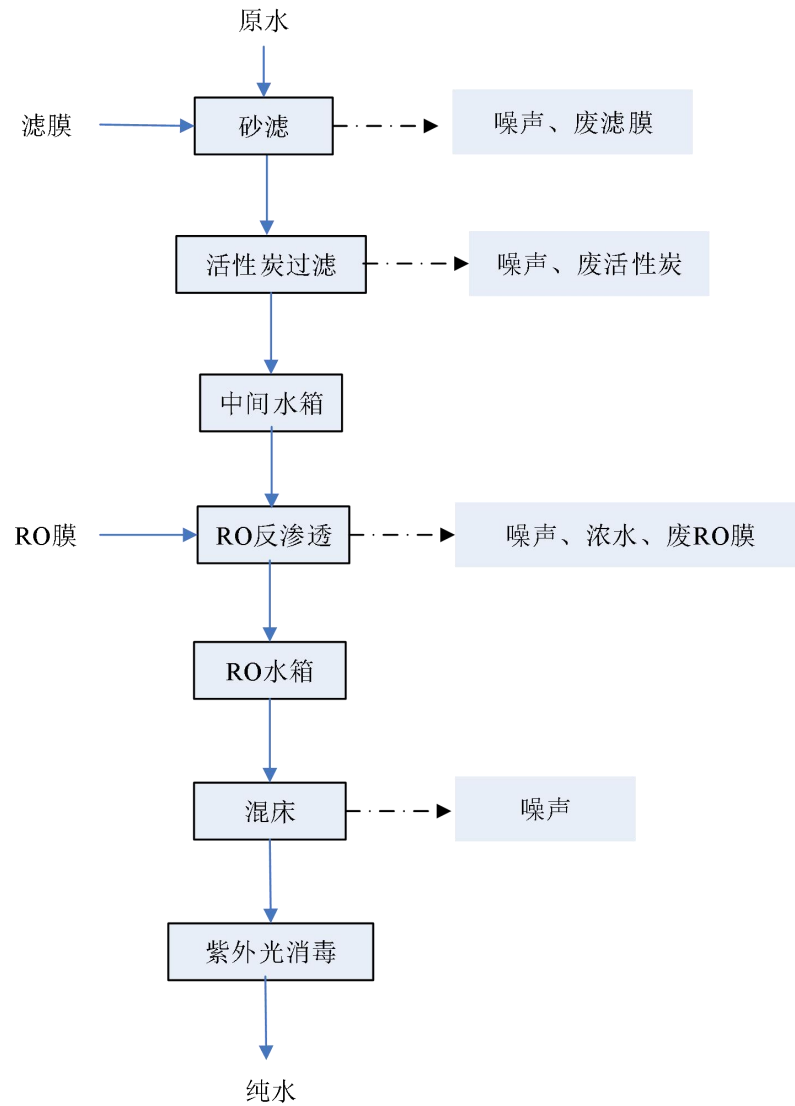 原水
滤膜
砂滤
噪声、废滤膜
活性炭过滤
噪声、废活性炭
中间水箱
RO膜
RO反渗透
噪声、浓水、废RO膜
RO水箱
混床
噪声
紫外光消毒
纯水